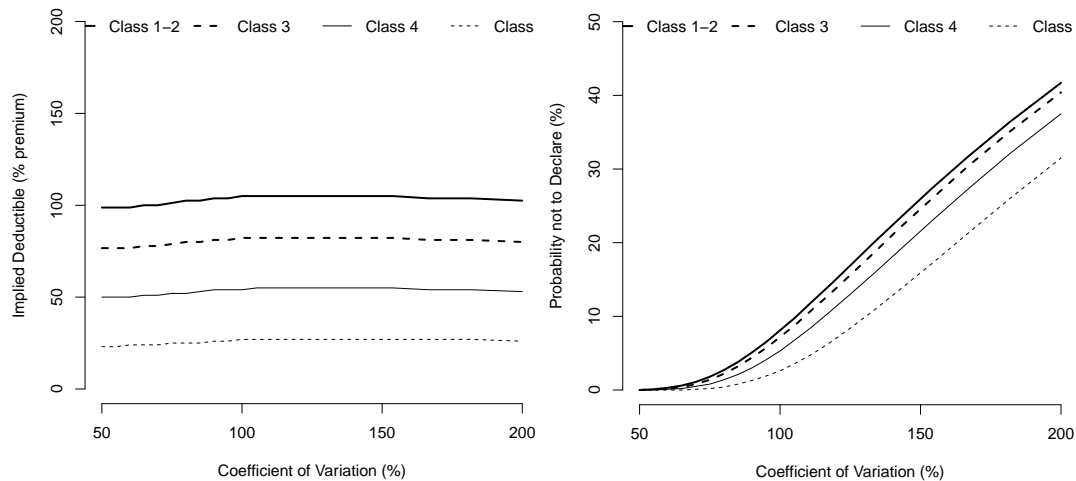 Class 1–2 Class 3 Class 4 Class
Implied Deductible (% premium)
200
150
100
50
0
50 100 150 200
Coefficient of Variation (%)
Class 1–2 Class 3 Class 4 Class
Probability not to Declare (%)
50
40
30
20
10
0
50 100 150 200
Coefficient of Variation (%)